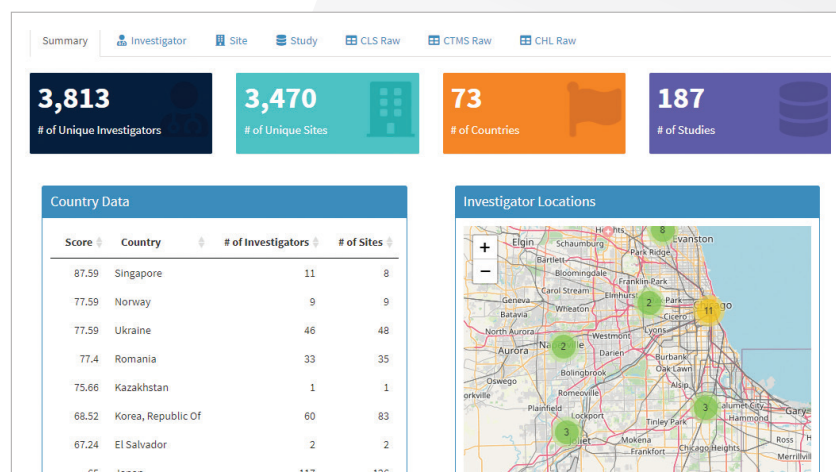 Summary
Investigator
Site
Study
CLS Raw
CTMS Raw
CHL Raw
3,813
# of Unique Investigators
3,470
# of Unique Sites
73
# of Countries
187
# of Studies
Country Data
Score Country # of Investigators # of Sites
87.59 Singapore 11 8
77.59 Norway 9 9
77.59 Ukraine 46 48
77.4 Romania 33 35
75.66 Kazakhstan 1 1
68.52 Korea, Republic Of 60 83
67.24 El Salvador 2 2
Investigator Locations
+
−
8
Elgin
Schaumburg
Evanston
Park Ridge
Bartlett
Bloomingdale
Franklin Park
Carol Stream
Elmhurst
Geneva
Wheaton
2
Park
11
Batavia
Cicero
North Aurora
Westmont
Lyons
Aurora
2
Darien
Burbank
Oak Lawn
Bolingbrook
Oswego
Romeoville
Alsip
Plainfield
3
Calumet City
Lockport
Hammond
Gary
Tinley Park
3
Mokena
Frankfort
Chicago Heights
Ross